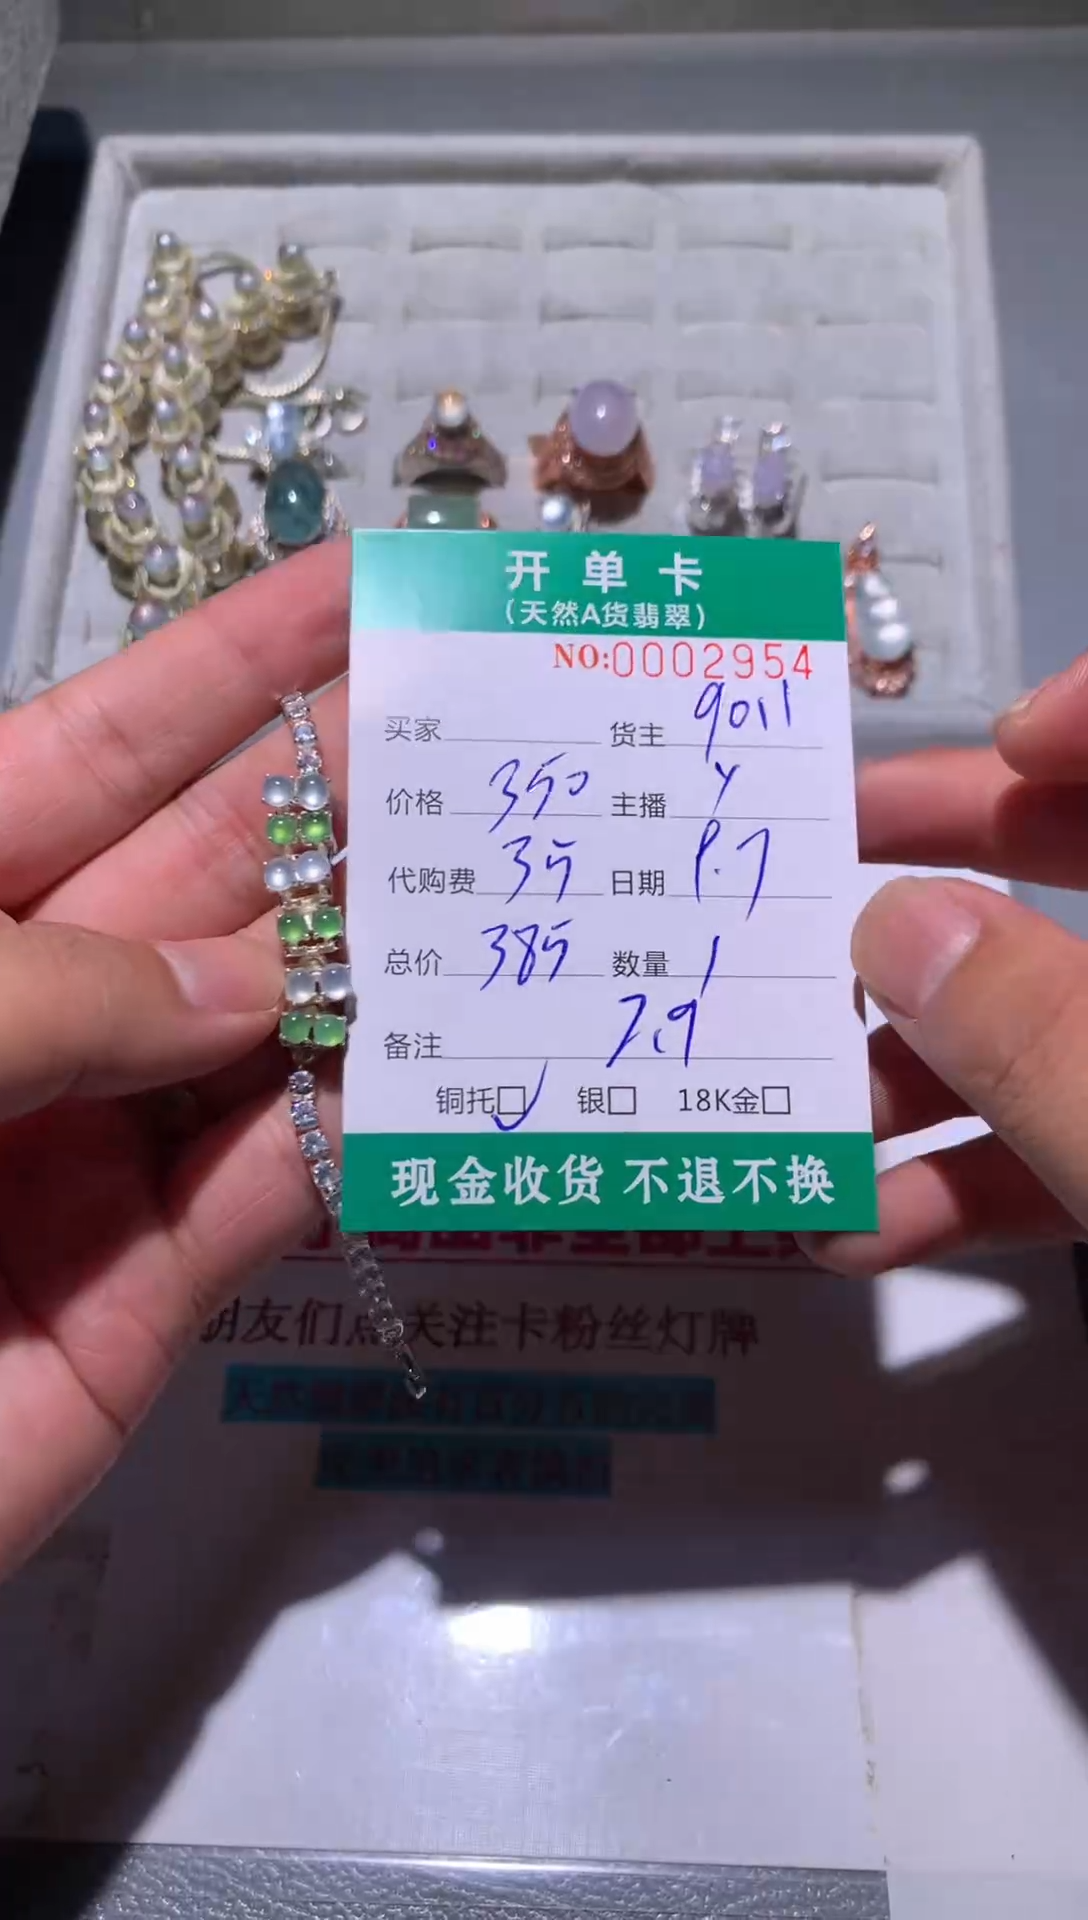 开单卡
(天然A货翡翠)
NO:0002954
买家 货主 9011
价格 350 主播 Y
代购费 35 日期 9.7
总价 385 数量 1
备注 7.9
铜托□✓ 银□ 18K金□
现金收货 不退不换
朋友们点关注卡粉丝灯牌